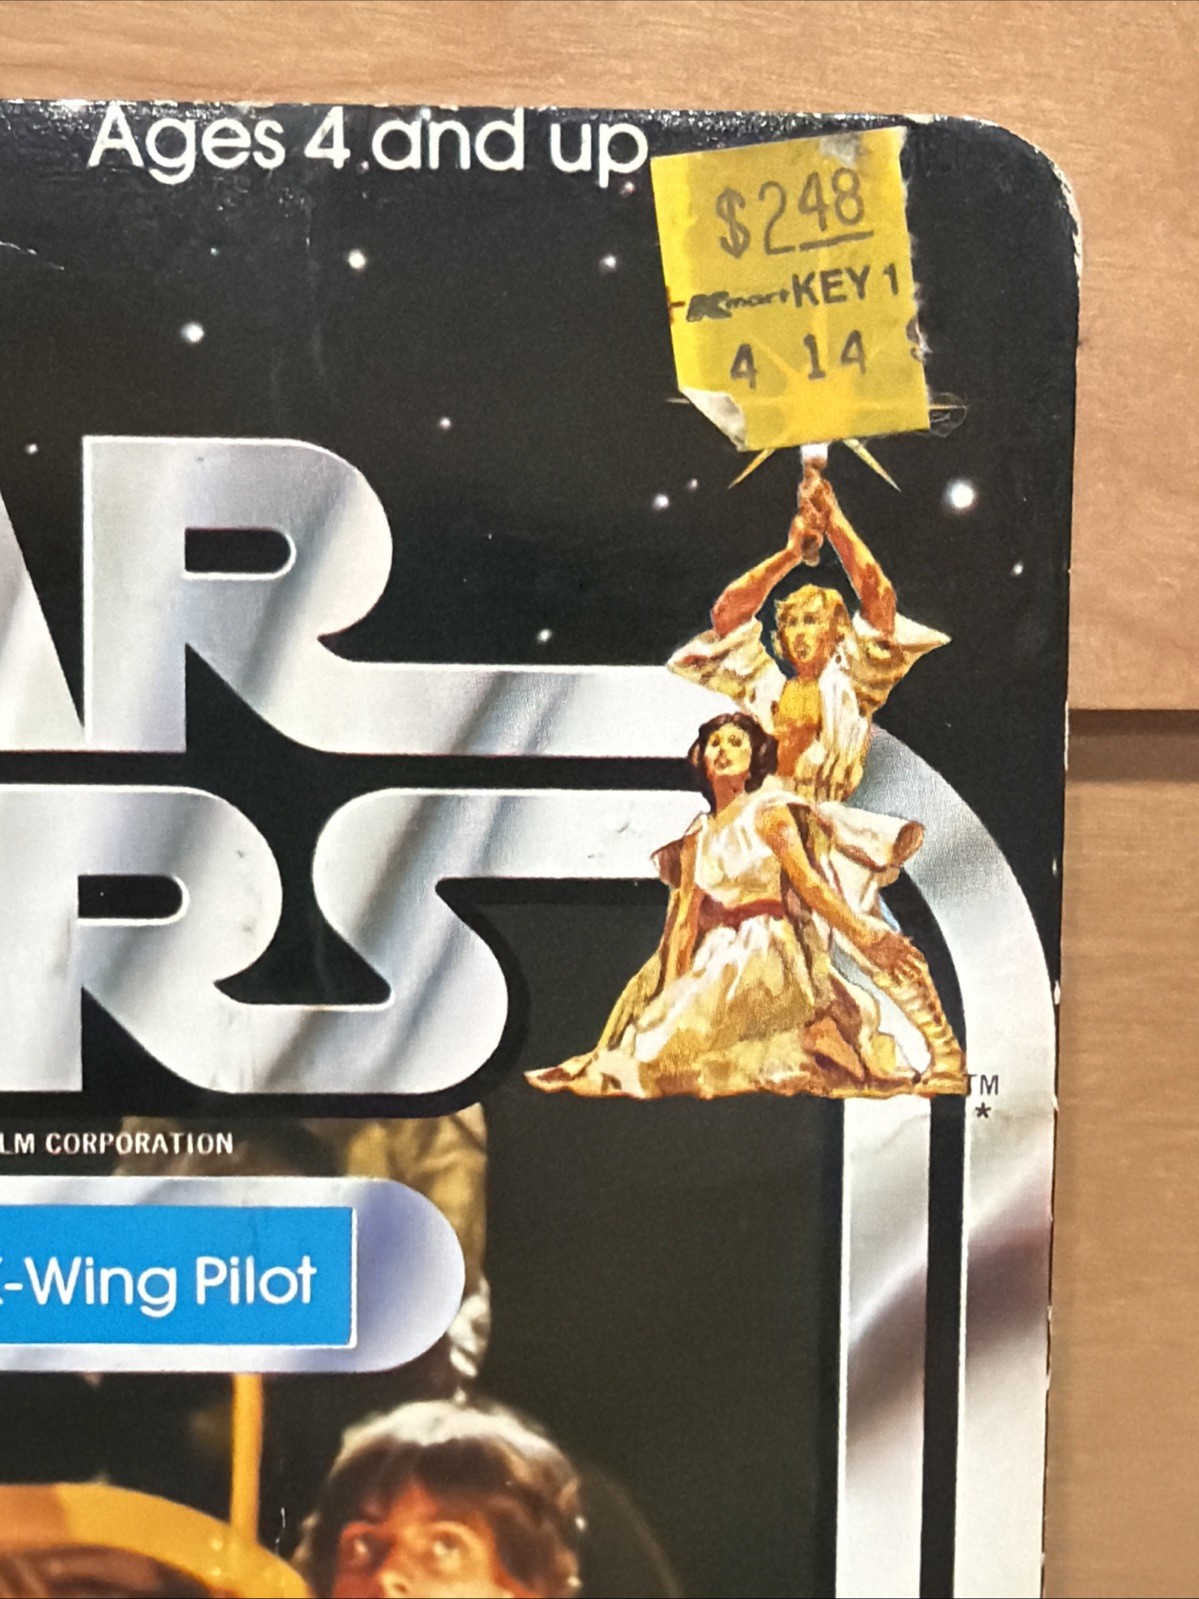 Ages 4 and up
$2.48
Kmart KEY 1
4 14
AR
RS
TM
*
LM CORPORATION
X-Wing Pilot